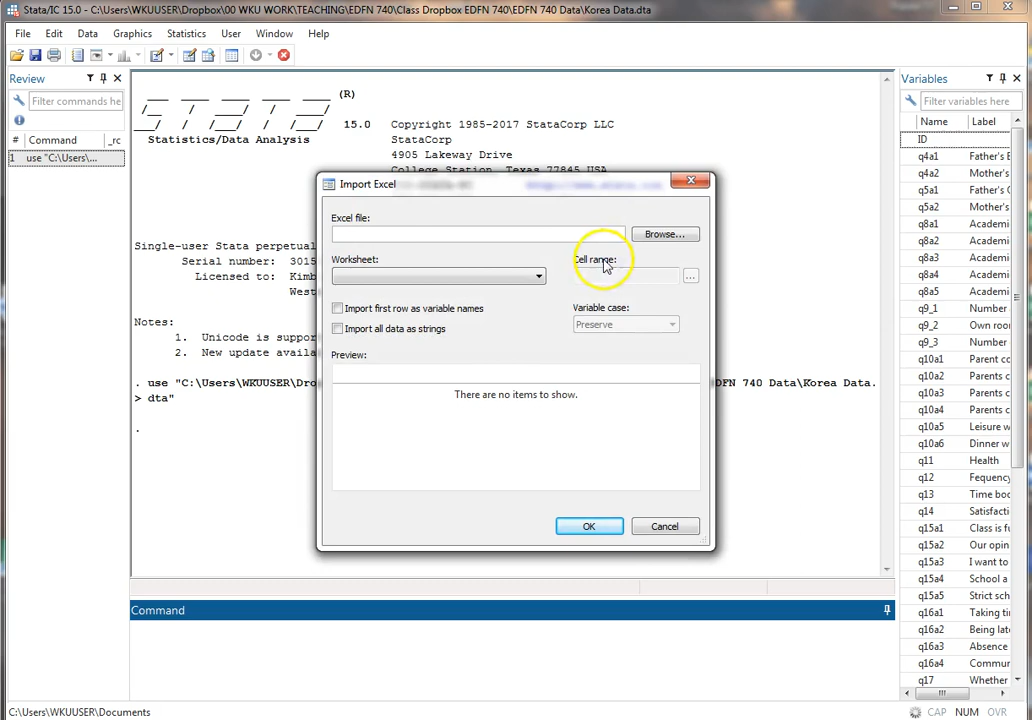 Stata/IC 15.0 - C:\Users\WKUUSER\Dropbox\00 WKU WORK\TEACHING\EDFN 740\Class Dropbox EDFN 740\EDFN 740 Data\Korea Data.dta
File Edit Data Graphics Statistics User Window Help
Review
Filter commands he
# Command _rc
1 use "C:\Users\...
(R)
15.0 Copyright 1985-2017 StataCorp LLC
Statistics/Data Analysis StataCorp
4905 Lakeway Drive
College Station, Texas 77845 USA
Single-user Stata perpetual
Serial number: 3015
Licensed to: Kimb
West
Notes:
1. Unicode is suppor
2. New update availa
. use "C:\Users\WKUUSER\Dro
DFN 740 Data\Korea Data.
> dta"
.
Import Excel
Excel file:
Browse...
Worksheet:
Cell range:
...
Import first row as variable names
Variable case:
Import all data as strings
Preserve
Preview:
There are no items to show.
OK
Cancel
Command
Variables
Filter variables here
Name Label
ID
q4a1 Father's E
q4a2 Mother's
q5a1 Father's O
q5a2 Mother's
q8a1 Academi
q8a2 Academi
q8a3 Academi
q8a4 Academi
q8a5 Academi
q9_1 Number
q9_2 Own room
q9_3 Number
q10a1 Parent co
q10a2 Parents c
q10a3 Parents c
q10a4 Parents c
q10a5 Leisure w
q10a6 Dinner w
q11 Health
q12 Fequency
q13 Time boo
q14 Satisfacti
q15a1 Class is fu
q15a2 Our opin
q15a3 I want to
q15a4 School a
q15a5 Strict sch
q16a1 Taking tim
q16a2 Being late
q16a3 Absence
q16a4 Commun
q17 Whether
C:\Users\WKUUSER\Documents
CAP NUM OVR